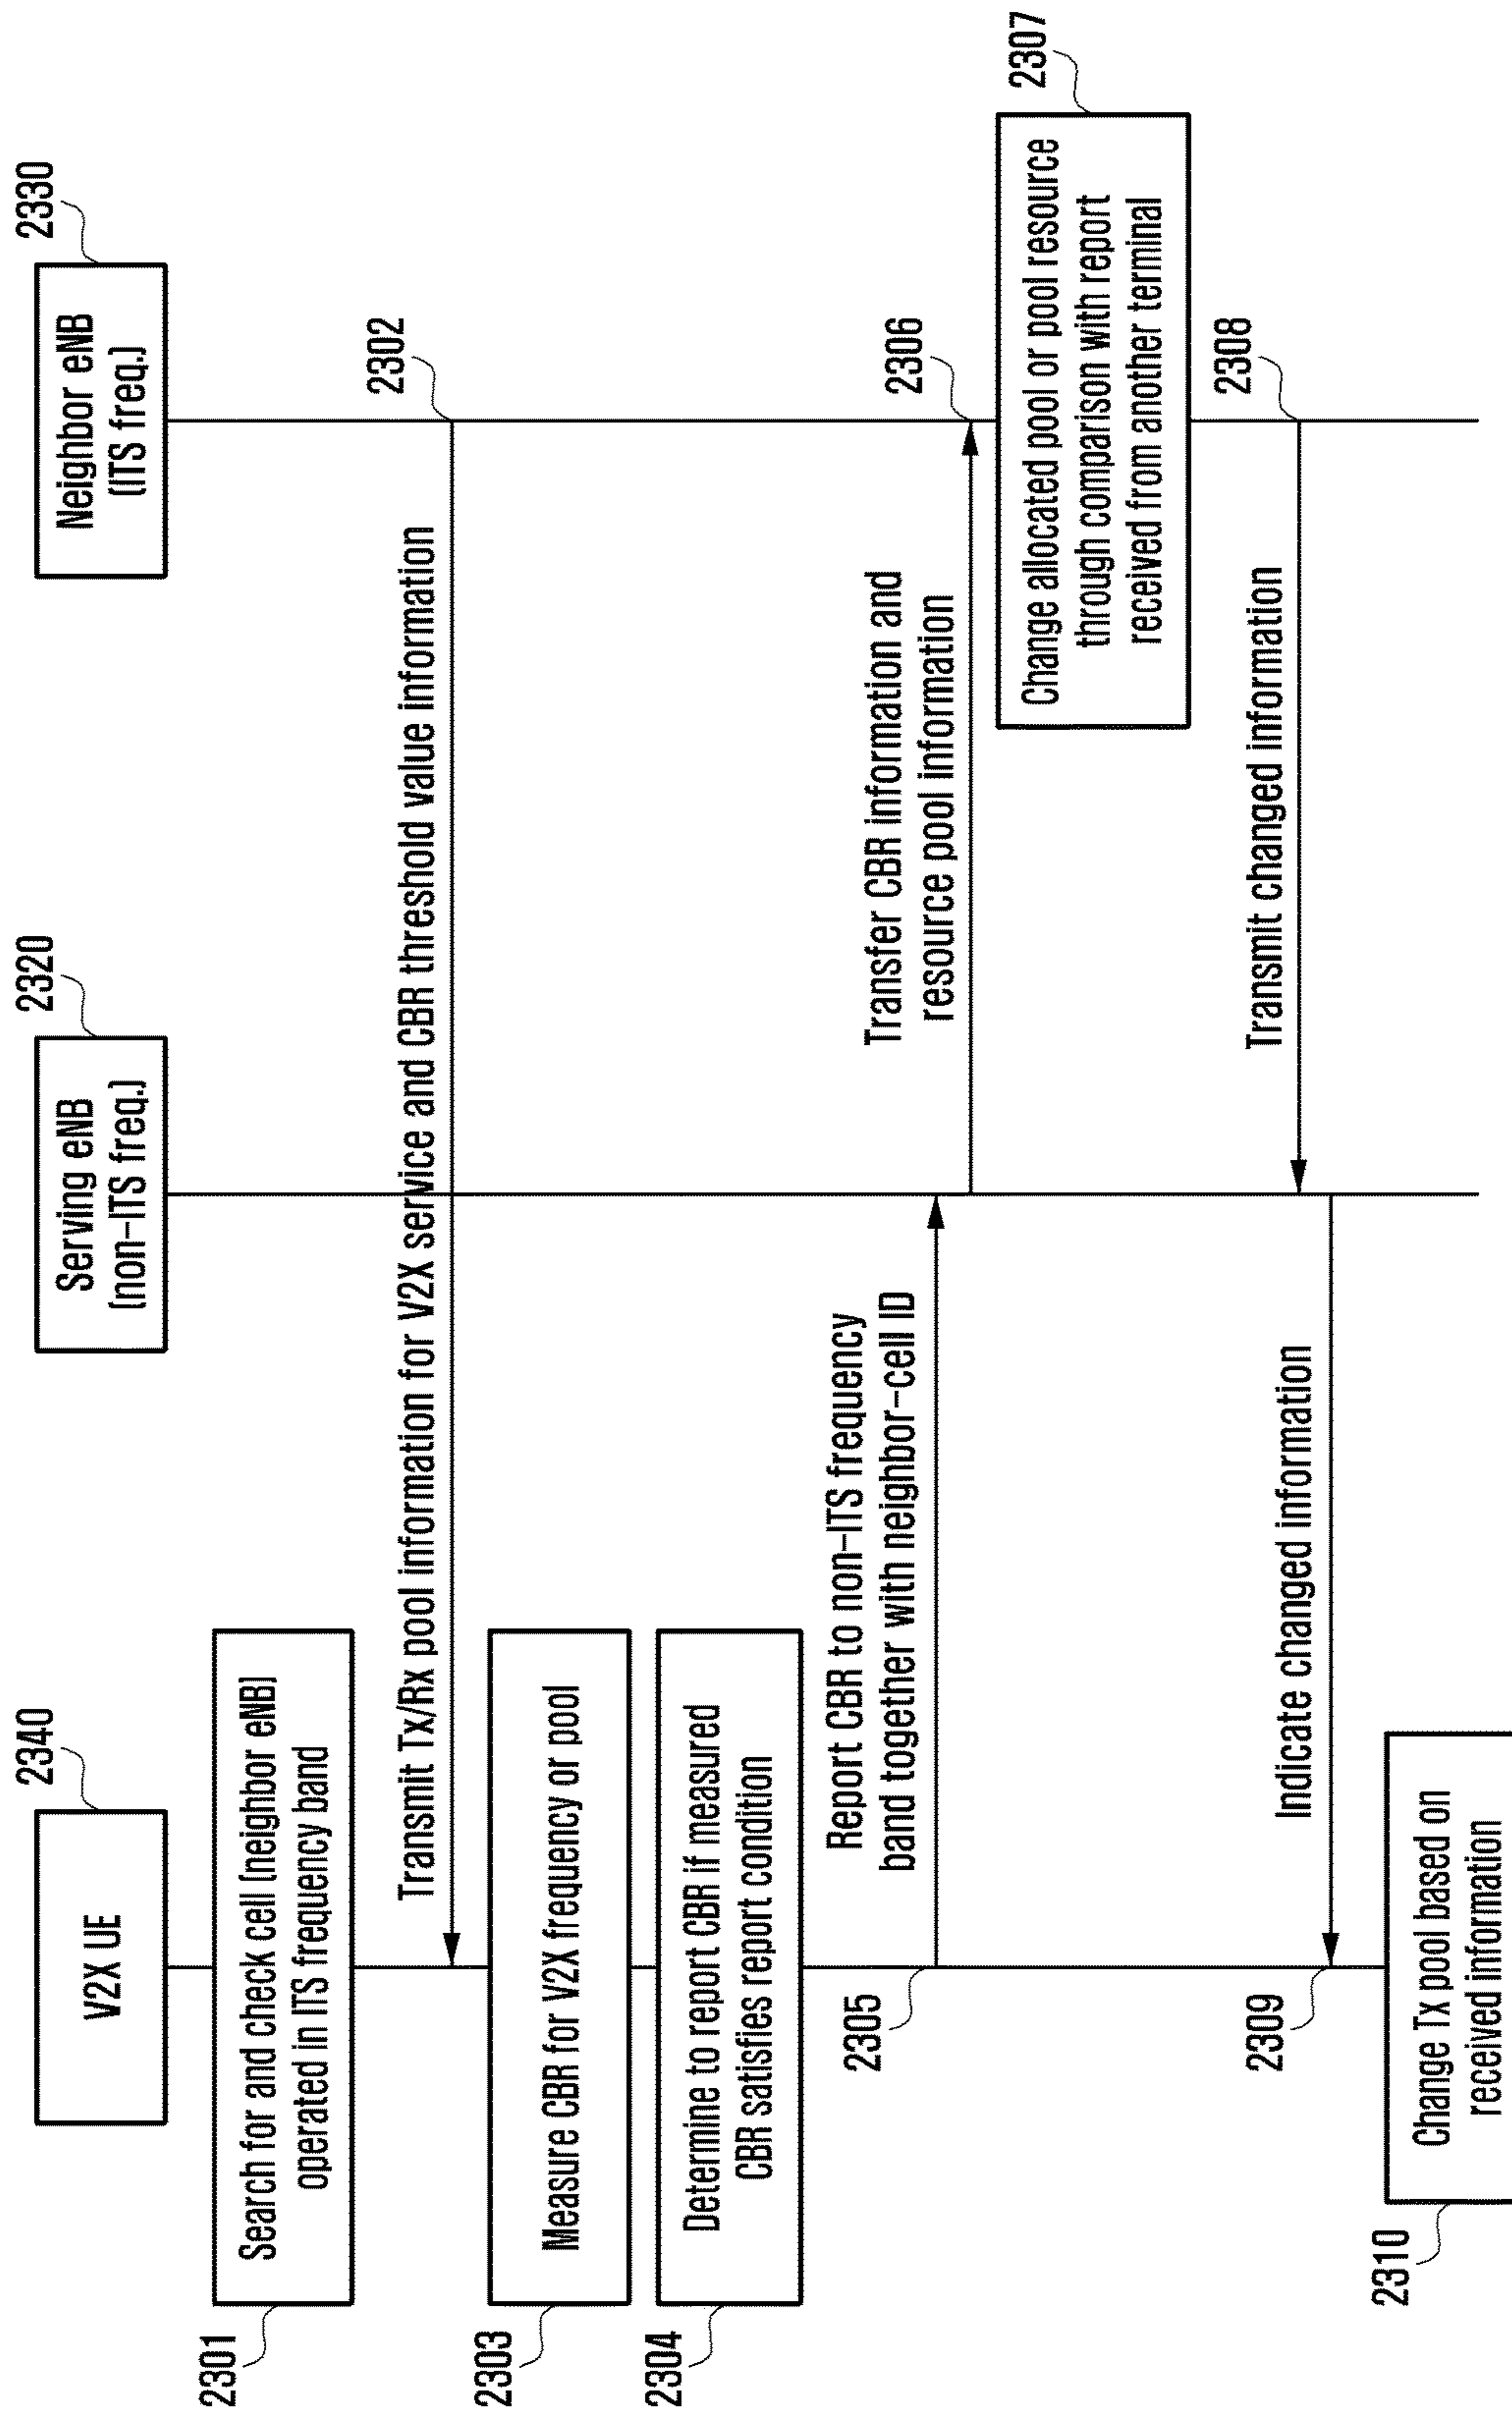 2340
V2X UE
2320
Serving eNB
(non-ITS freq.)
2330
Neighbor eNB
(ITS freq.)
2301
Search for and check cell (neighbor eNB)
operated in ITS frequency band
2302
Transmit Tx/Rx pool information for V2X service and CBR threshold value information
2303
Measure CBR for V2X frequency or pool
2304
Determine to report CBR if measured
CBR satisfies report condition
2305
Report CBR to non-ITS frequency
band together with neighbor-cell ID
2306
Transfer CBR information and
resource pool information
2307
Change allocated pool or pool resource
through comparison with report
received from another terminal
2308
Transmit changed information
2309
Indicate changed information
2310
Change Tx pool based on
received information